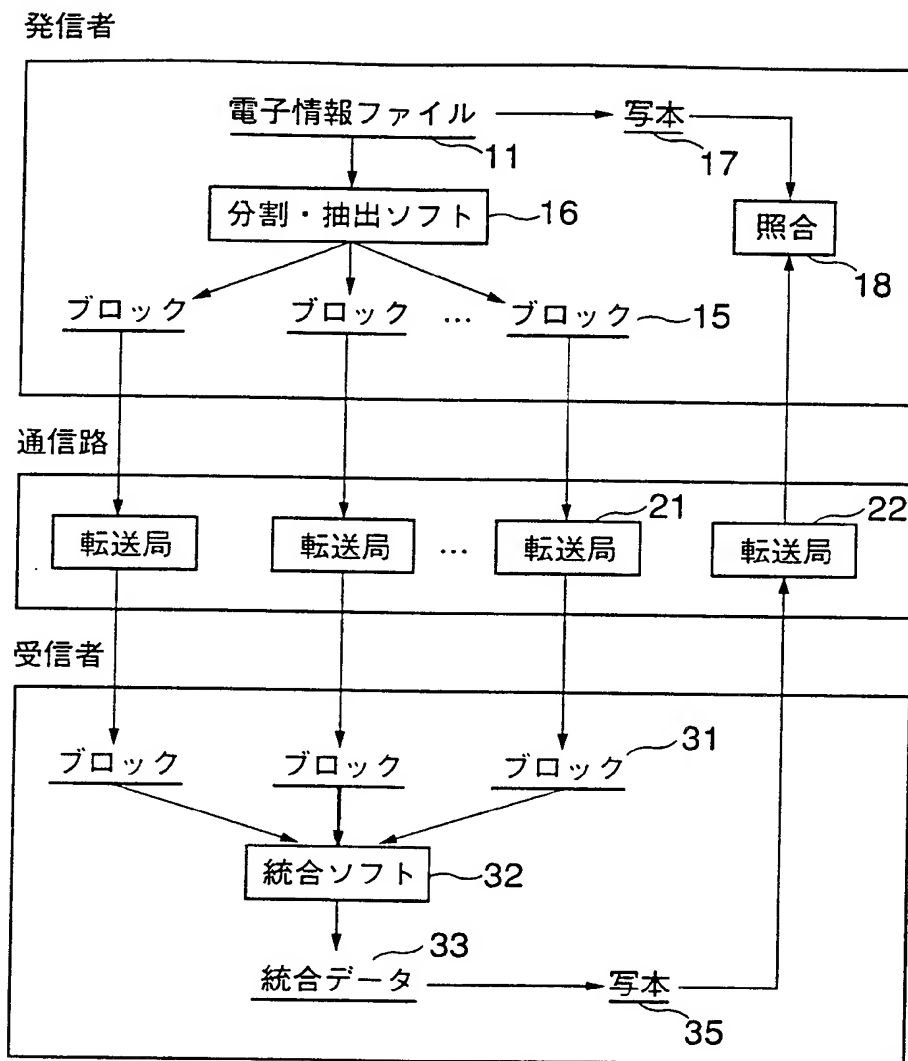 発信者
電子情報ファイル 11
写本 17
分割・抽出ソフト 16
照合 18
ブロック ブロック … ブロック 15
通信路
転送局 転送局 … 転送局 21
転送局 22
受信者
ブロック ブロック ブロック 31
統合ソフト 32
統合データ 33
写本 35